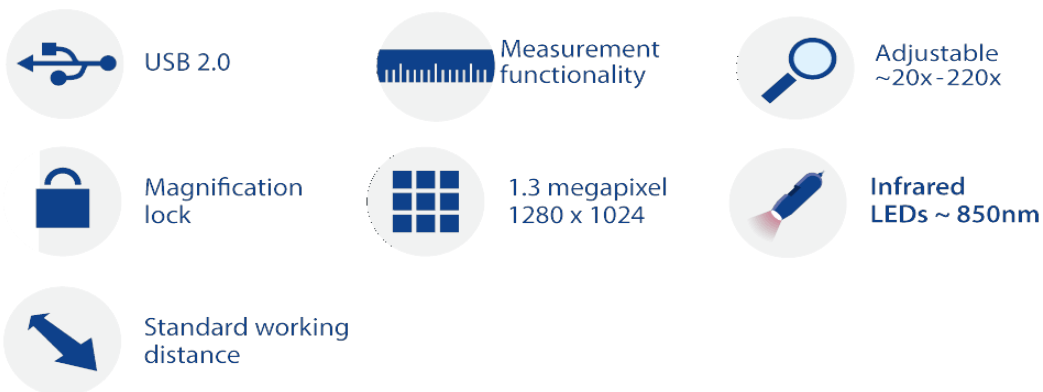 USB 2.0
Measurement
functionality
Adjustable
~20x-220x
Magnification
lock
1.3 megapixel
1280 x 1024
Infrared
LEDs ~ 850nm
Standard working
distance